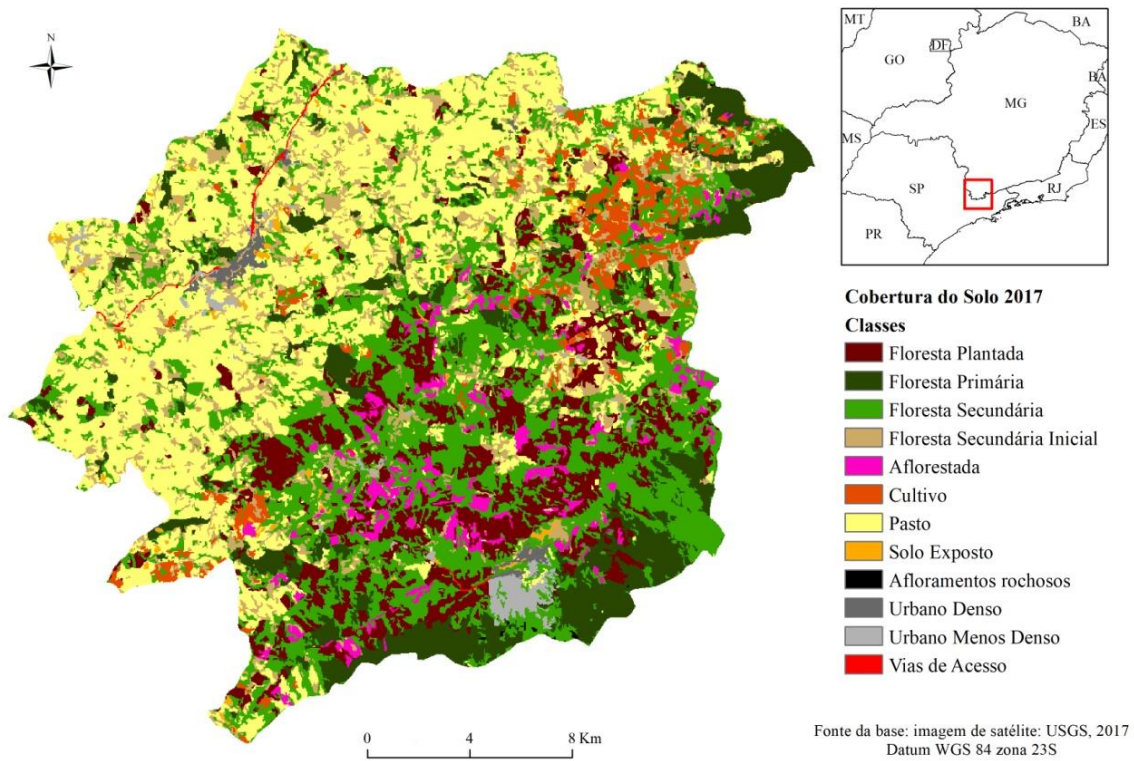 N
MT
BA
DF
GO
BA
MG
ES
MS
SP
RJ
PR
Cobertura do Solo 2017
Classes
Floresta Plantada
Floresta Primária
Floresta Secundária
Floresta Secundária Inicial
Aflorestada
Cultivo
Pasto
Solo Exposto
Afloramentos rochosos
Urbano Denso
Urbano Menos Denso
Vias de Acesso
0 4 8 Km
Fonte da base: imagem de satélite: USGS, 2017
Datum WGS 84 zona 23S